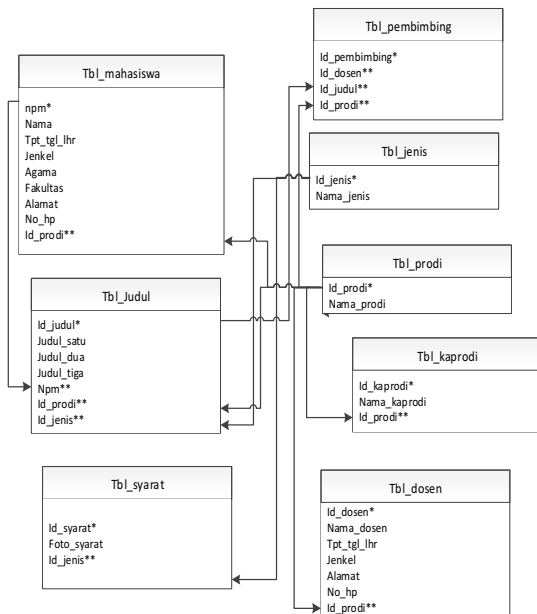 Tbl_mahasiswa
npm*
Nama
Tpt_tgl_lhr
Jenkel
Agama
Fakultas
Alamat
No_hp
Id_prodi**
Tbl_Judul
Id_judul*
Judul_satu
Judul_dua
Judul_tiga
Npm**
Id_prodi**
Id_jenis**
Tbl_syarat
Id_syarat*
Foto_syarat
Id_jenis**
Tbl_pembimbing
Id_pembimbing*
Id_dosen**
Id_judul**
Id_prodi**
Tbl_jenis
Id_jenis*
Nama_jenis
Tbl_prodi
Id_prodi*
Nama_prodi
Tbl_kaprodi
Id_kaprodi*
Nama_kaprodi
Id_prodi**
Tbl_dosen
Id_dosen*
Nama_dosen
Tpt_tgl_lhr
Jenkel
Alamat
No_hp
Id_prodi**